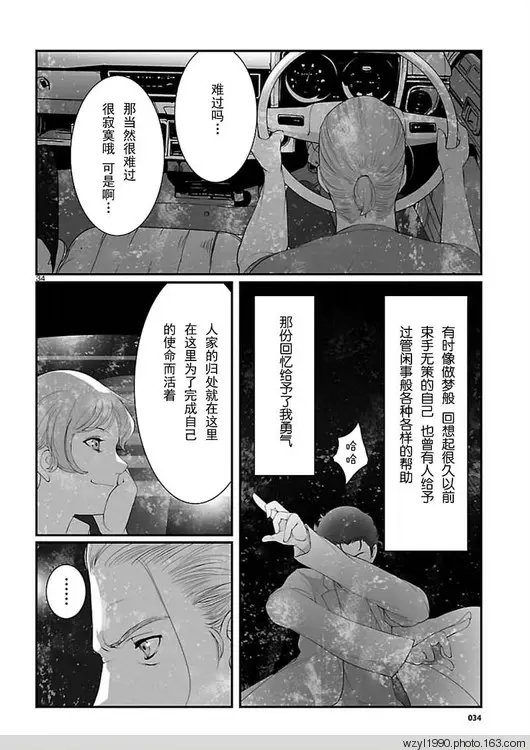 难过吗…
那当然很难过
很寂寞哦 可是啊…
34
有时像做梦般 回想起很久以前
束手无策的自己 也曾有人给予
过管闲事般各种各样的帮助
那份回忆给予了我勇气
哈哈
人家的归处就在这里
在这里为了完成自己
的使命而活着
……
034
wzyl1990.photo.163.com